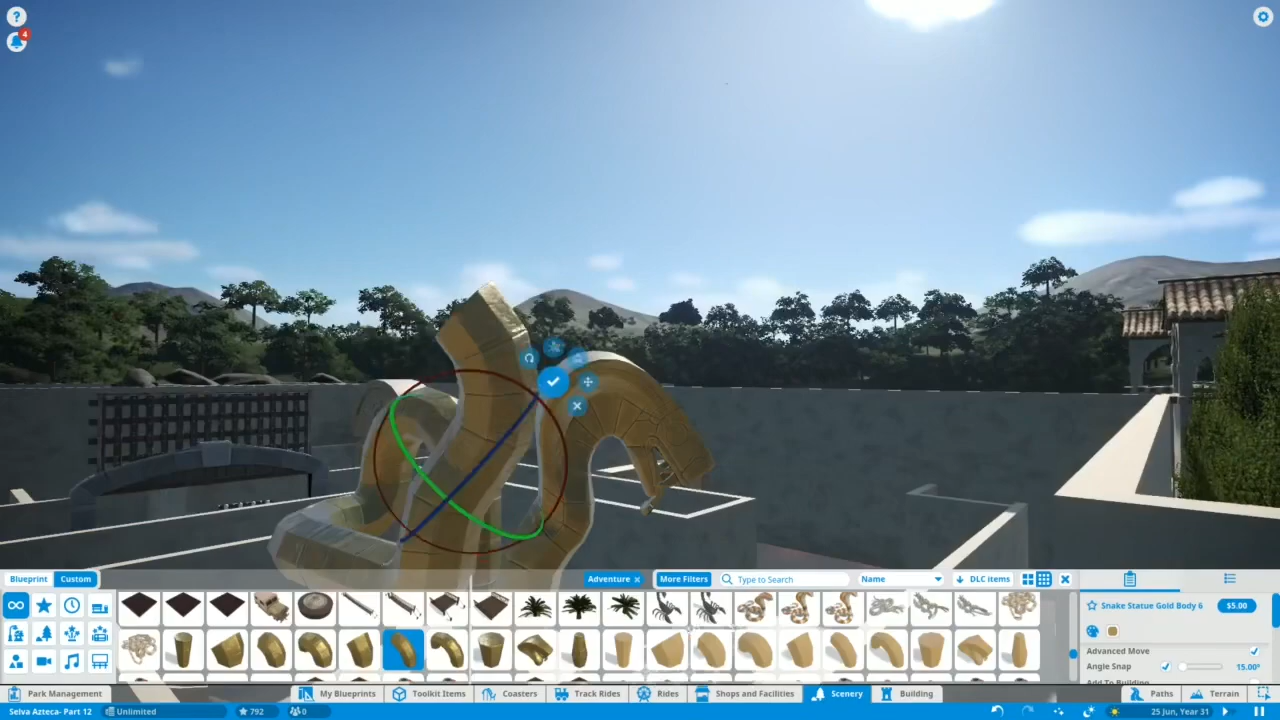 ?
4
Blueprint
Custom
Adventure ×
More Filters
Type to Search
Name
DLC items
Snake Statue Gold Body 6
$5.00
Advanced Move
Angle Snap
15.00°
Park Management
My Blueprints
Toolkit Items
Coasters
Track Rides
Rides
Shops and Facilities
Scenery
Building
Paths
Terrain
Selva Azteca- Part 12
Unlimited
792
0
25 Jun, Year 31